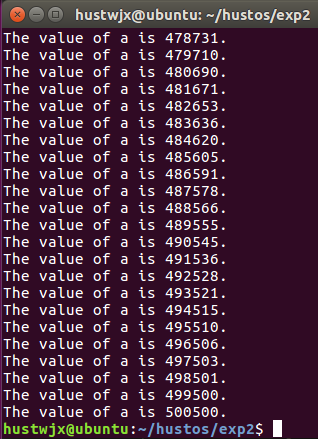 hustwjx@ubuntu: ~/hustos/exp2
The value of a is 478731.
The value of a is 479710.
The value of a is 480690.
The value of a is 481671.
The value of a is 482653.
The value of a is 483636.
The value of a is 484620.
The value of a is 485605.
The value of a is 486591.
The value of a is 487578.
The value of a is 488566.
The value of a is 489555.
The value of a is 490545.
The value of a is 491536.
The value of a is 492528.
The value of a is 493521.
The value of a is 494515.
The value of a is 495510.
The value of a is 496506.
The value of a is 497503.
The value of a is 498501.
The value of a is 499500.
The value of a is 500500.
hustwjx@ubuntu:~/hustos/exp2$